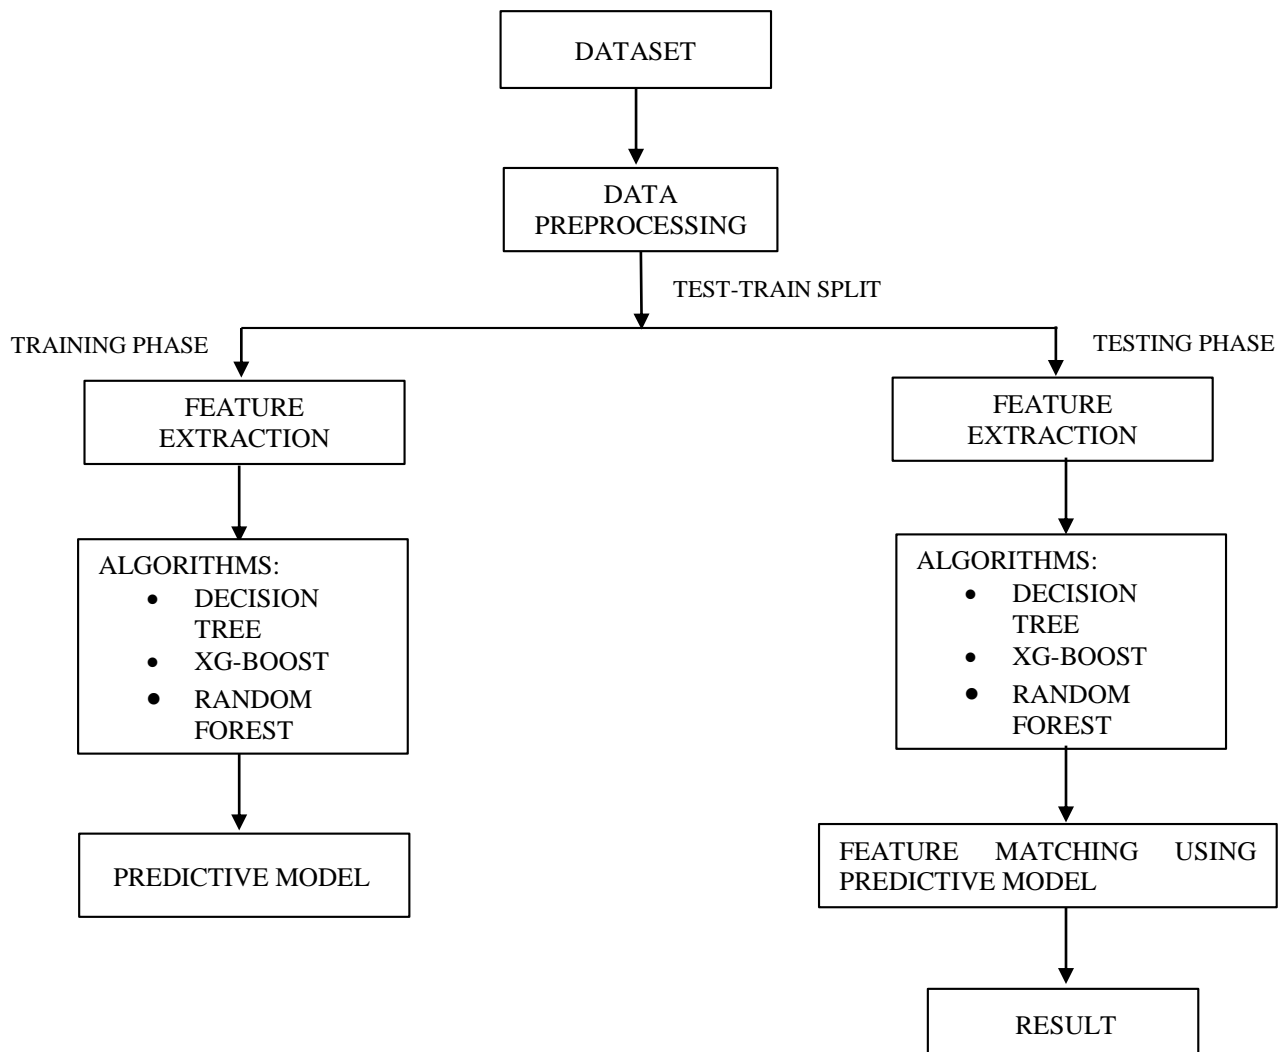 DATASET
DATA
PREPROCESSING
TEST-TRAIN SPLIT
TRAINING PHASE
TESTING PHASE
FEATURE
EXTRACTION
FEATURE
EXTRACTION
ALGORITHMS:
• DECISION
TREE
• XG-BOOST
• RANDOM
FOREST
ALGORITHMS:
• DECISION
TREE
• XG-BOOST
• RANDOM
FOREST
PREDICTIVE MODEL
FEATURE MATCHING USING
PREDICTIVE MODEL
RESULT